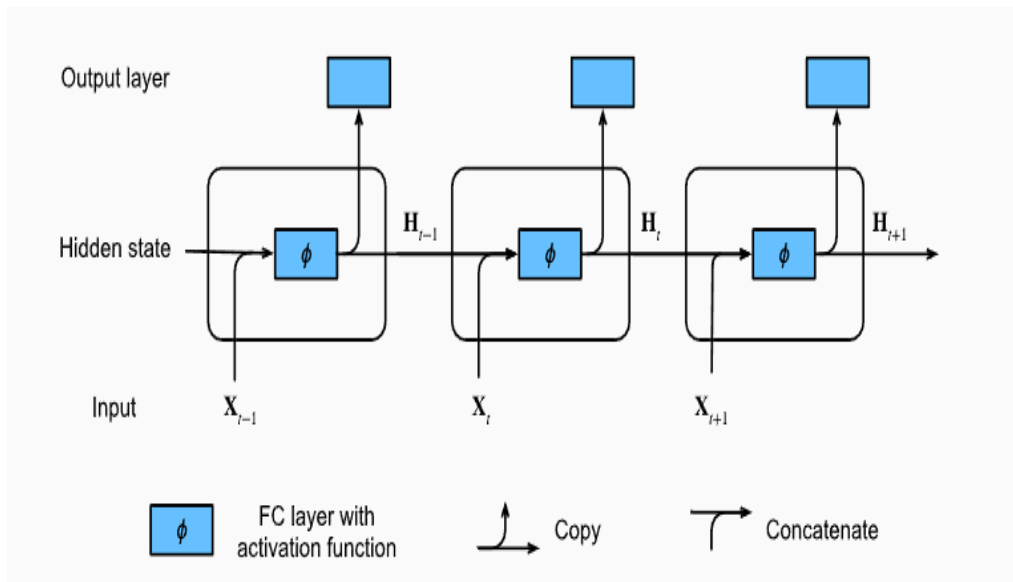 Output layer
Hidden state
ϕ
H_{t−1}
ϕ
H_t
ϕ
H_{t+1}
Input
X_{t−1}
X_t
X_{t+1}
ϕ
FC layer with
activation function
Copy
Concatenate